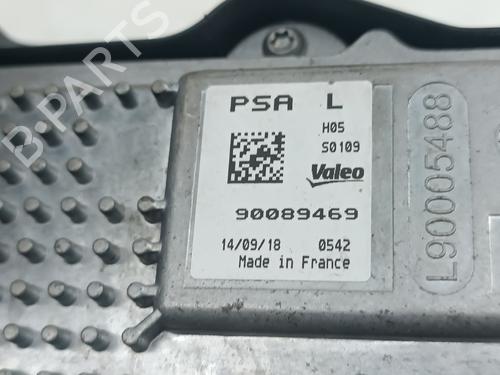 PSA L
H05
S0109
Valeo
90089469
14/09/18 0542
Made in France
L90005488
B-PARTS